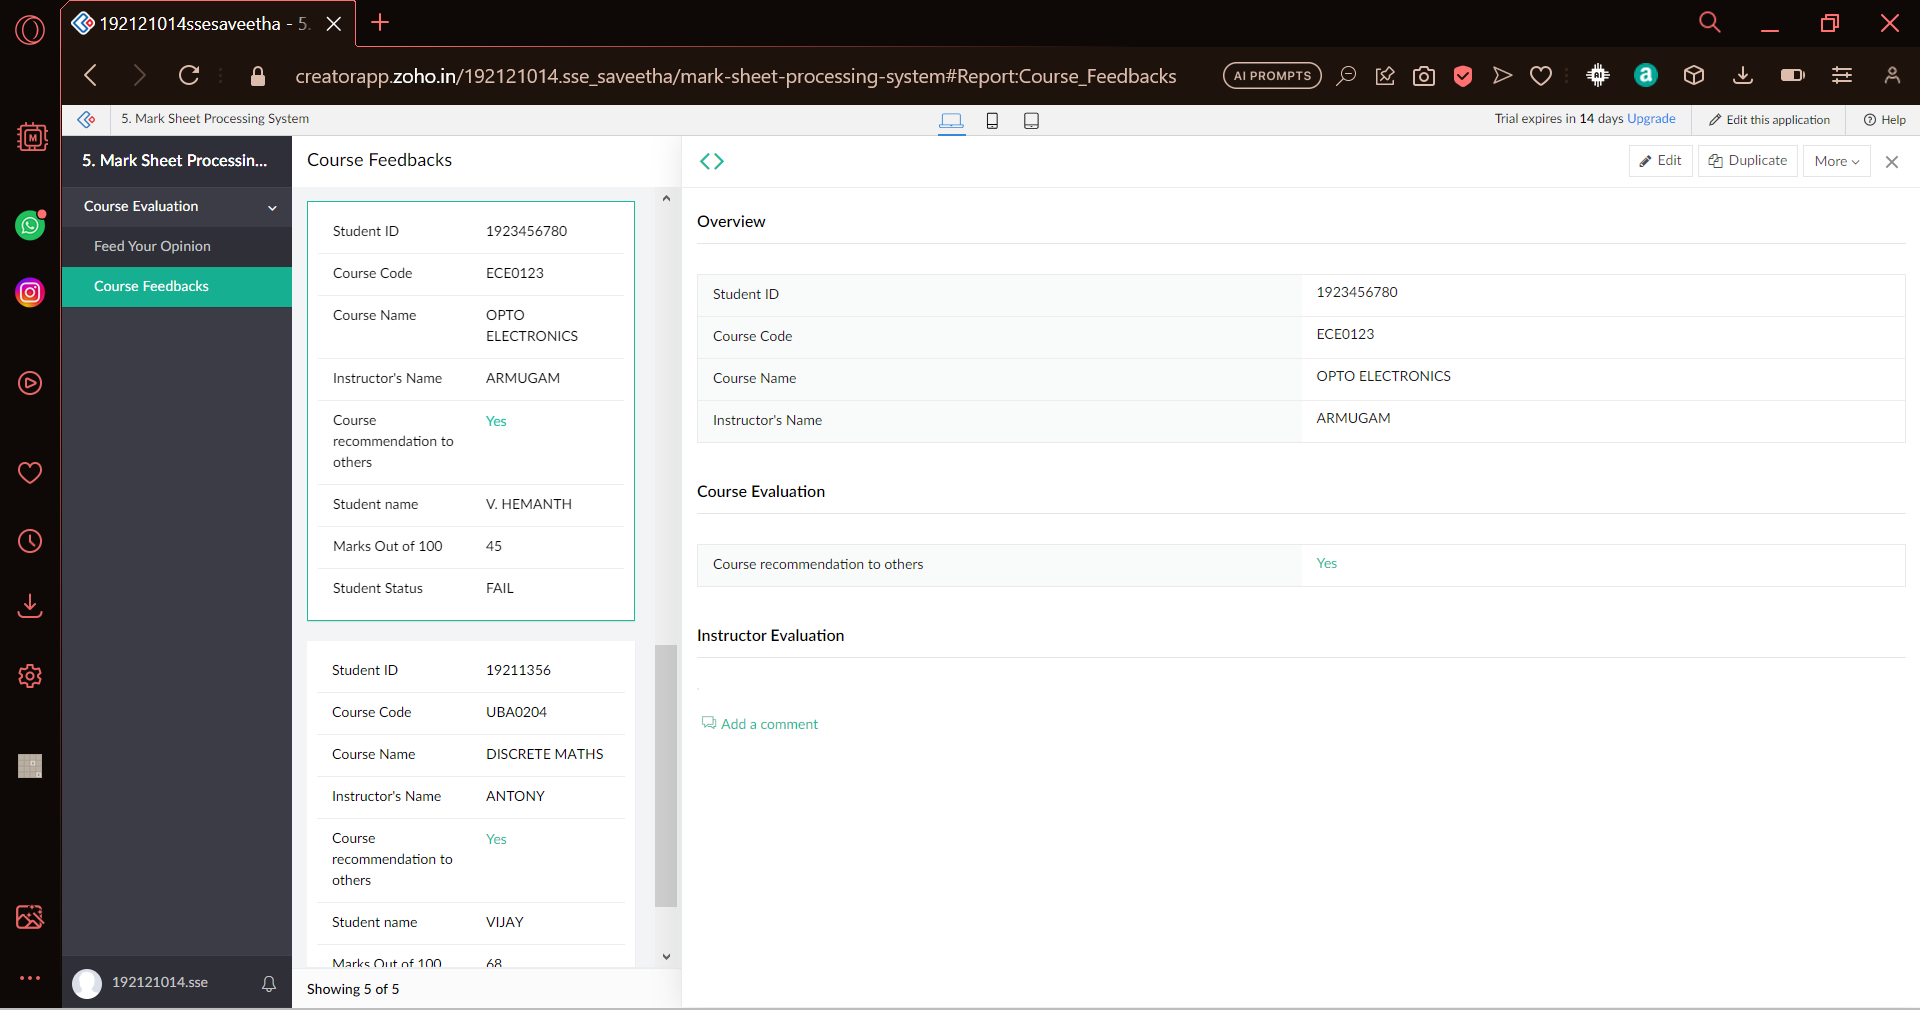 192121014ssesaveetha - 5.
creatorapp.zoho.in/192121014.sse_saveetha/mark-sheet-processing-system#Report:Course_Feedbacks
AI PROMPTS
5. Mark Sheet Processing System
Trial expires in 14 days Upgrade
Edit this application
Help
5. Mark Sheet Processin...
Course Evaluation
Feed Your Opinion
Course Feedbacks
192121014.sse
Course Feedbacks
Student ID 1923456780
Course Code ECE0123
Course Name OPTO
ELECTRONICS
Instructor's Name ARMUGAM
Course Yes
recommendation to
others
Student name V. HEMANTH
Marks Out of 100 45
Student Status FAIL
Student ID 19211356
Course Code UBA0204
Course Name DISCRETE MATHS
Instructor's Name ANTONY
Course Yes
recommendation to
others
Student name VIJAY
Marks Out of 100 68
Showing 5 of 5
Edit
Duplicate
More
Overview
Student ID 1923456780
Course Code ECE0123
Course Name OPTO ELECTRONICS
Instructor's Name ARMUGAM
Course Evaluation
Course recommendation to others Yes
Instructor Evaluation
Add a comment